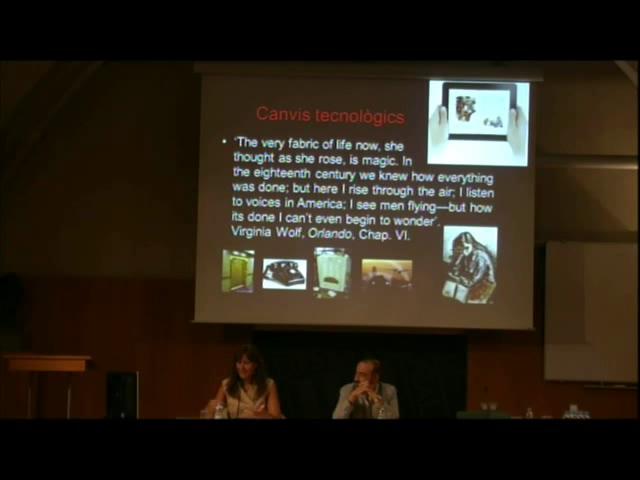 Canvis tecnològics
• 'The very fabric of life now, she
thought as she rose, is magic. In
the eighteenth century we knew how everything
was done; but here I rise through the air; I listen
to voices in America; I see men flying—but how
its done I can't even begin to wonder'.
Virginia Wolf, Orlando, Chap. VI.